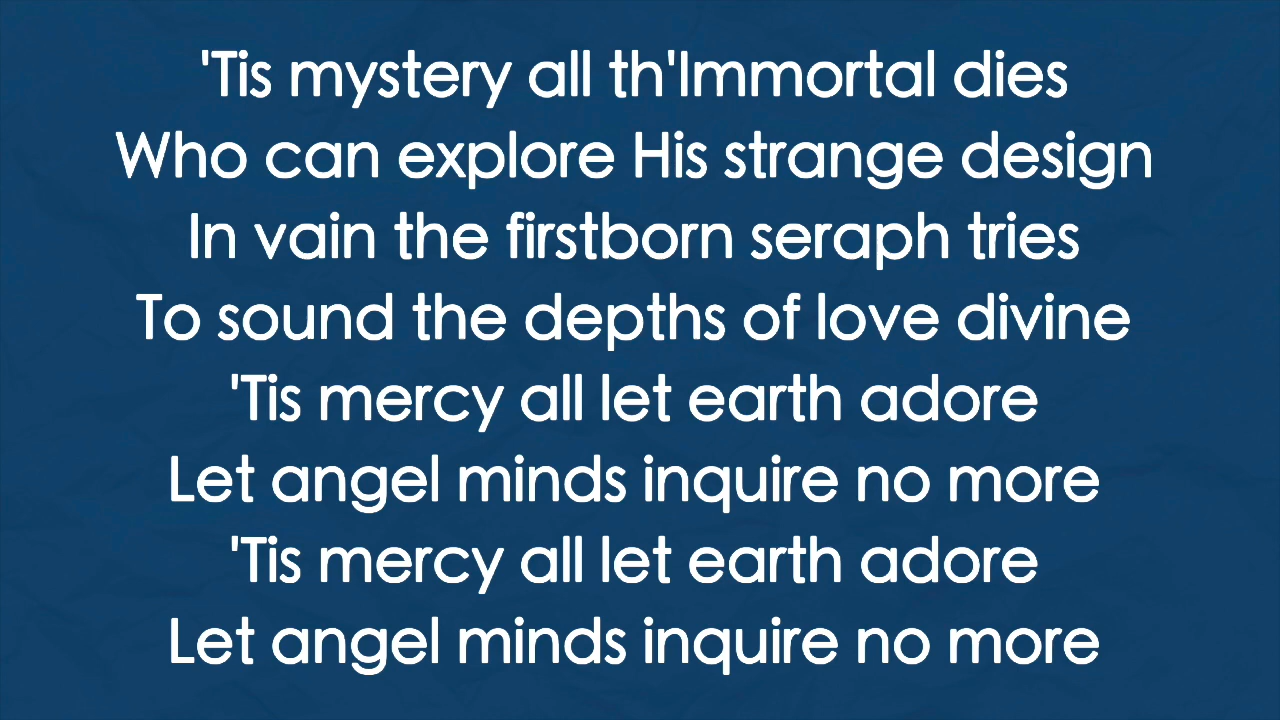 'Tis mystery all th'Immortal dies
Who can explore His strange design
In vain the firstborn seraph tries
To sound the depths of love divine
'Tis mercy all let earth adore
Let angel minds inquire no more
'Tis mercy all let earth adore
Let angel minds inquire no more